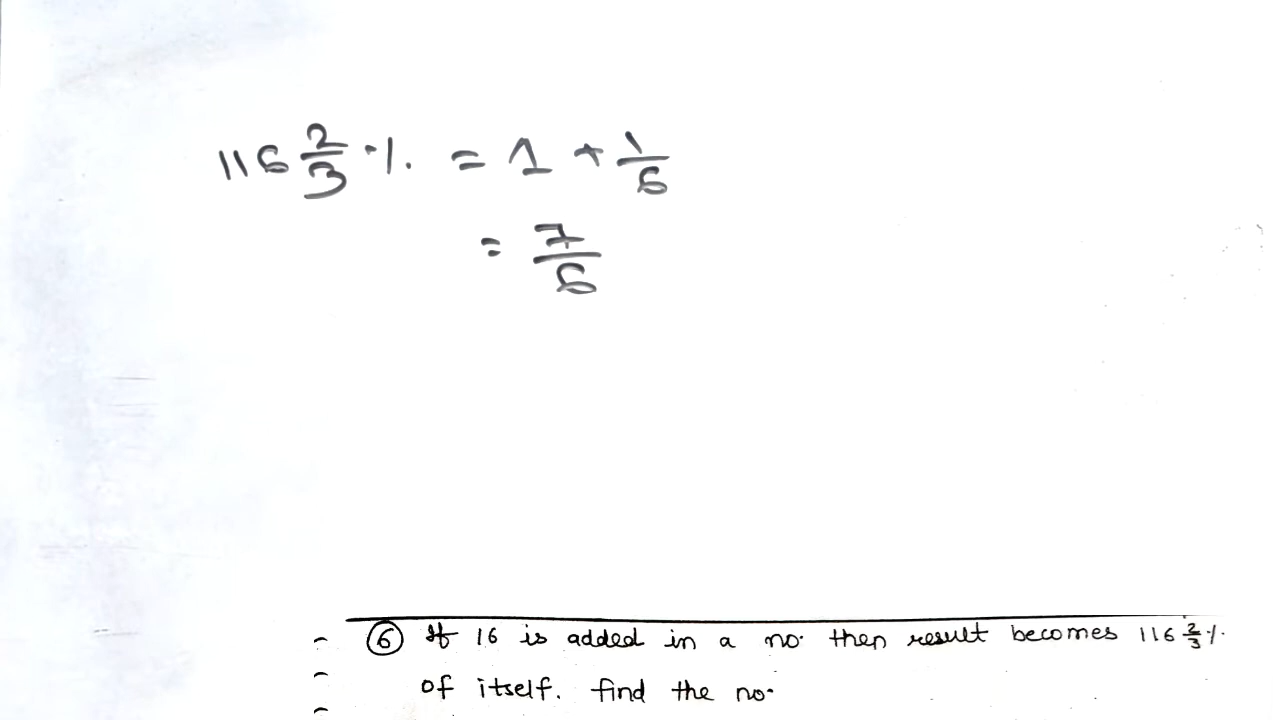 116 2/3 % = 1 + 1/6
= 7/6
⑥ If 16 is added in a no. then result becomes 116 2/3 %
of itself. find the no.